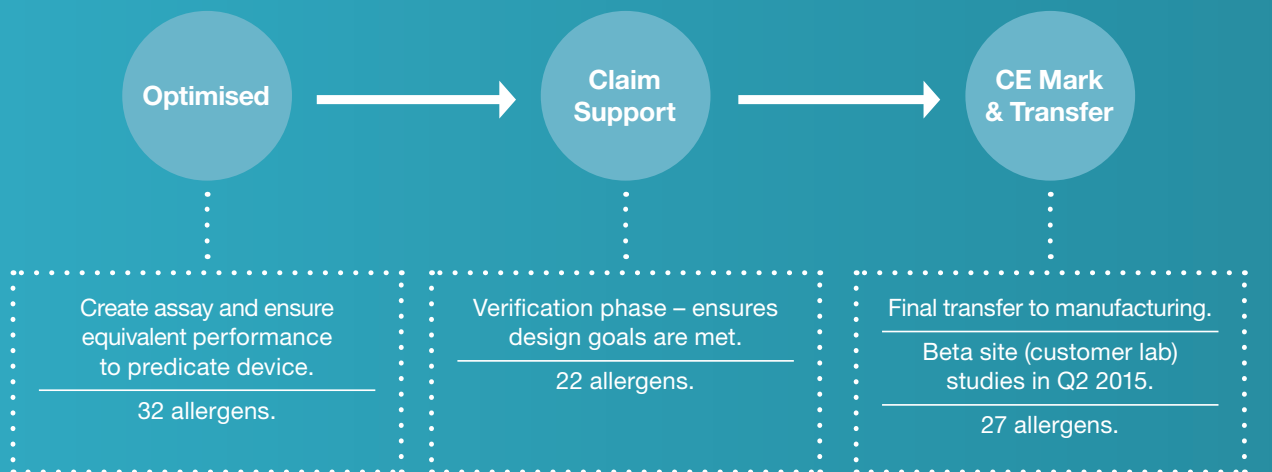 Optimised
Claim
Support
CE Mark
& Transfer
Create assay and ensure
equivalent performance
to predicate device.
32 allergens.
Verification phase – ensures
design goals are met.
22 allergens.
Final transfer to manufacturing.
Beta site (customer lab)
studies in Q2 2015.
27 allergens.